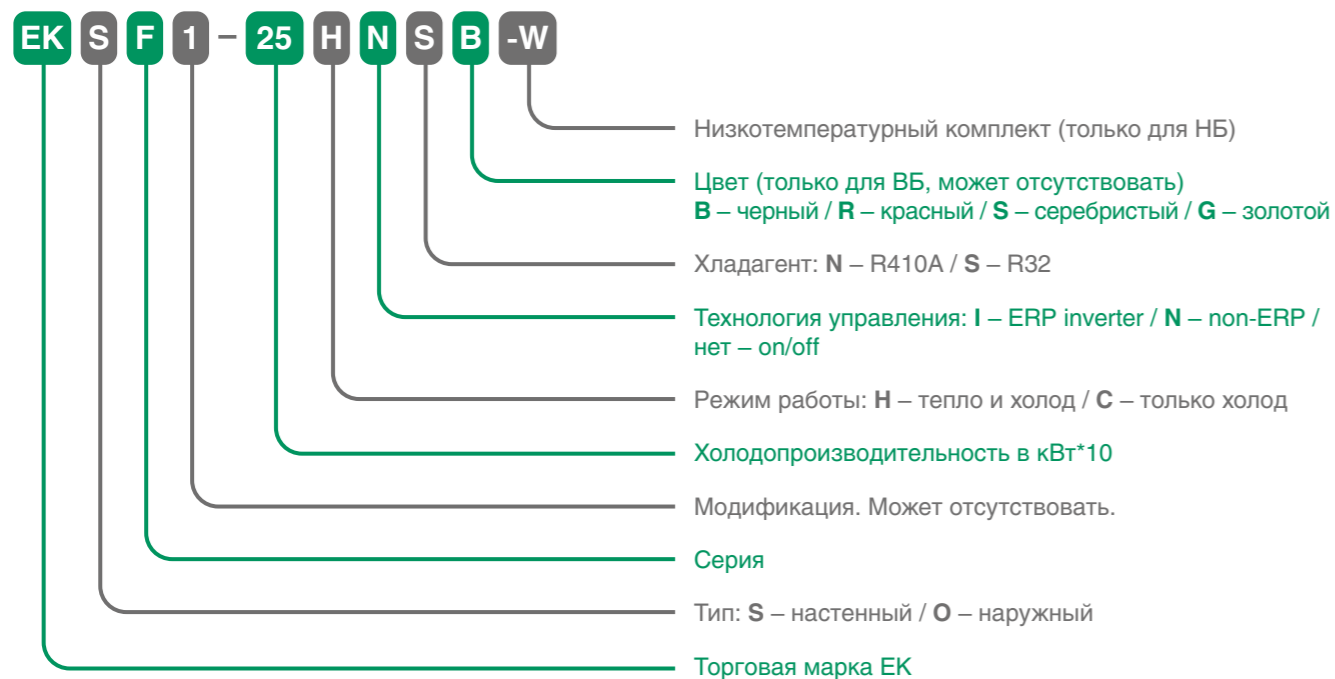 EK S F 1 – 25 H N S B -W
Низкотемпературный комплект (только для НБ)
Цвет (только для ВБ, может отсутствовать)
B – черный / R – красный / S – серебристый / G – золотой
Хладагент: N – R410A / S – R32
Технология управления: I – ERP inverter / N – non-ERP /
нет – on/off
Режим работы: H – тепло и холод / C – только холод
Холодопроизводительность в кВт*10
Модификация. Может отсутствовать.
Серия
Тип: S – настенный / O – наружный
Торговая марка EK